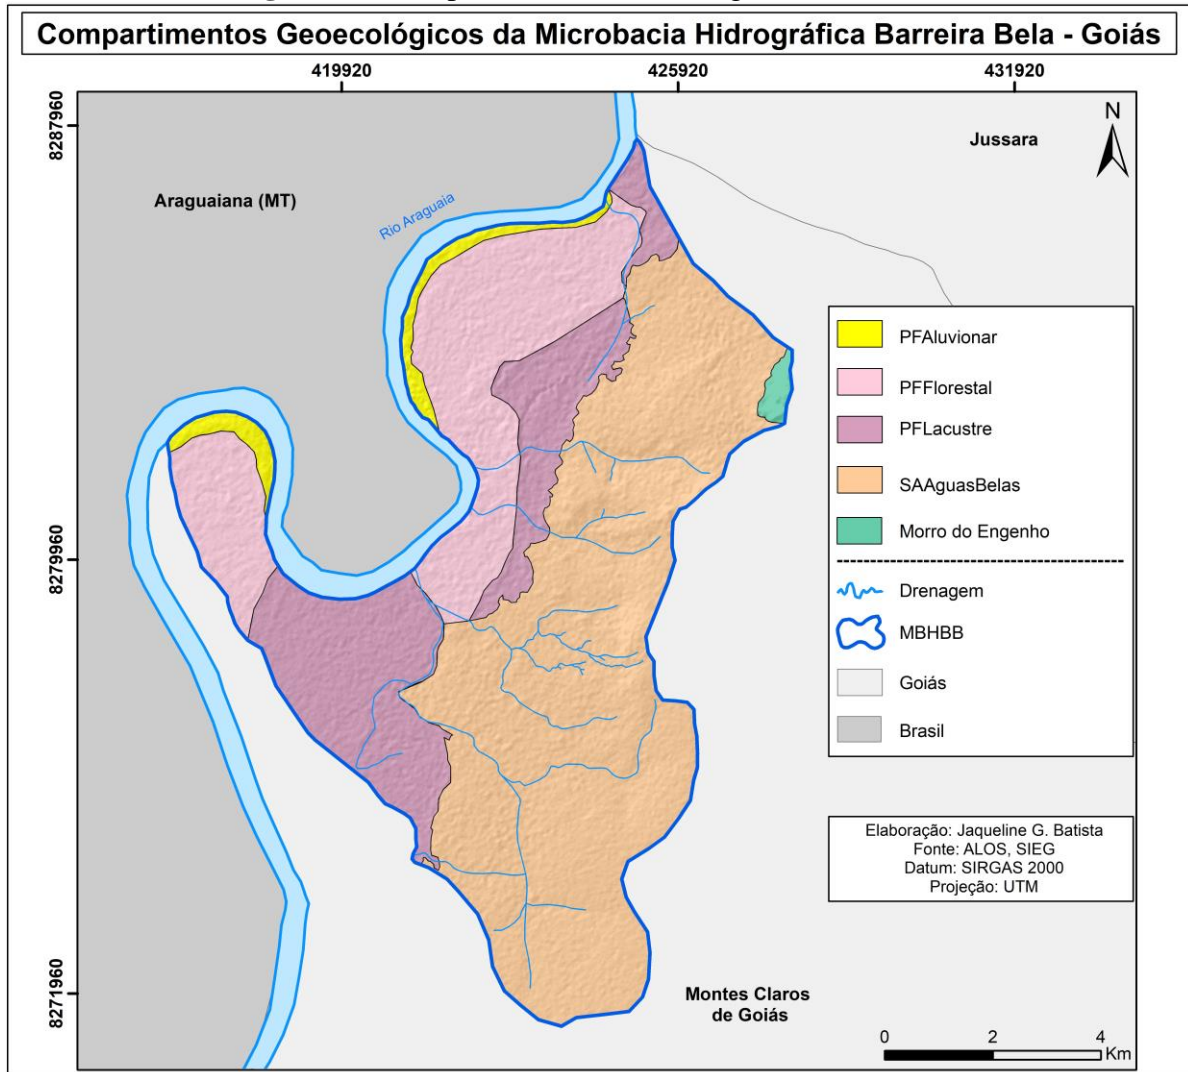 Compartimentos Geoecológicos da Microbacia Hidrográfica Barreira Bela - Goiás
419920
425920
431920
8287960
8279960
8271960
N
Jussara
Araguaiana (MT)
Rio Araguaia
PFAluvionar
PFFlorestal
PFLacustre
SAAguasBelas
Morro do Engenho
Drenagem
MBHBB
Goiás
Brasil
Elaboração: Jaqueline G. Batista
Fonte: ALOS, SIEG
Datum: SIRGAS 2000
Projeção: UTM
Montes Claros
de Goiás
0 2 4
Km